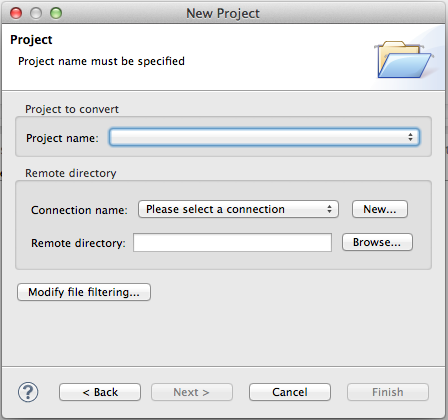 New Project
Project
Project name must be specified
Project to convert
Project name:
Remote directory
Connection name: Please select a connection New...
Remote directory: Browse...
Modify file filtering...
? < Back Next > Cancel Finish